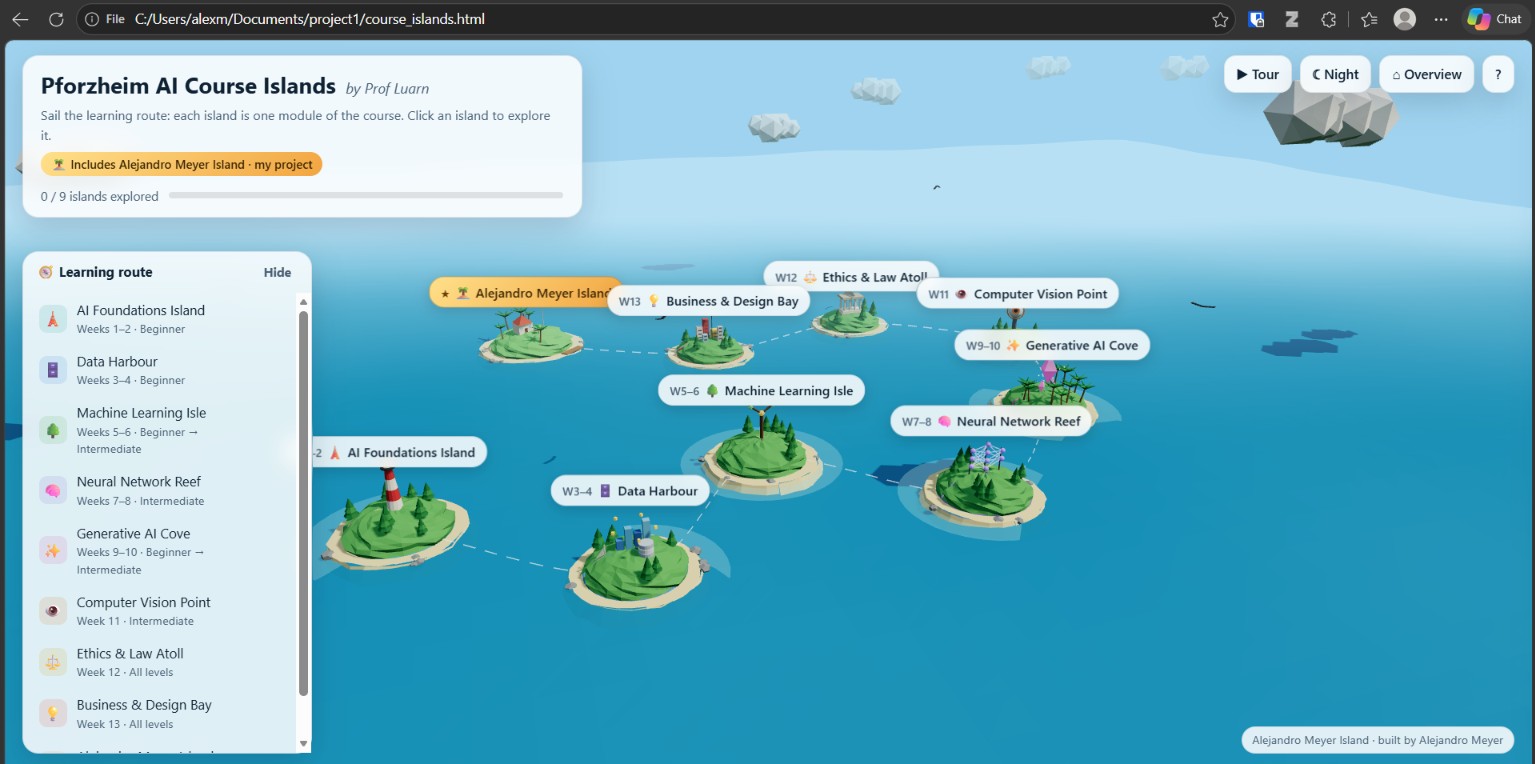 File C:/Users/alexm/Documents/project1/course_islands.html
Chat
Pforzheim AI Course Islands by Prof Luarn
Sail the learning route: each island is one module of the course. Click an island to explore
it.
Includes Alejandro Meyer Island · my project
0 / 9 islands explored
Tour
Night
Overview
?
Learning route
Hide
AI Foundations Island
Weeks 1–2 · Beginner
Data Harbour
Weeks 3–4 · Beginner
Machine Learning Isle
Weeks 5–6 · Beginner →
Intermediate
Neural Network Reef
Weeks 7–8 · Intermediate
Generative AI Cove
Weeks 9–10 · Beginner →
Intermediate
Computer Vision Point
Week 11 · Intermediate
Ethics & Law Atoll
Week 12 · All levels
Business & Design Bay
Week 13 · All levels
Alejandro Meyer Island
W13 Business & Design Bay
W12 Ethics & Law Atoll
W11 Computer Vision Point
W9–10 Generative AI Cove
W5–6 Machine Learning Isle
W7–8 Neural Network Reef
-2 AI Foundations Island
W3–4 Data Harbour
Alejandro Meyer Island · built by Alejandro Meyer